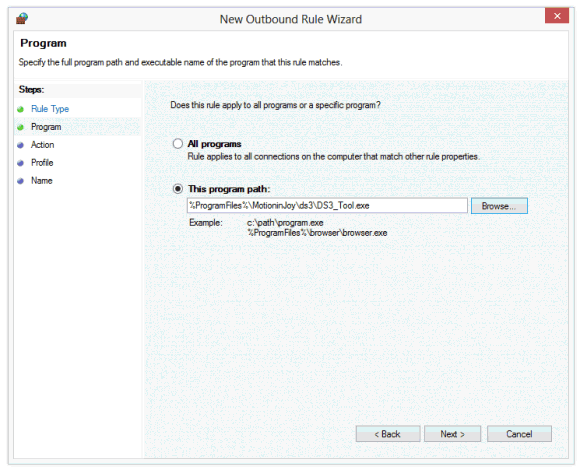 New Outbound Rule Wizard
Program
Specify the full program path and executable name of the program that this rule matches.
Steps:
Rule Type
Program
Action
Profile
Name
Does this rule apply to all programs or a specific program?
All programs
Rule applies to all connections on the computer that match other rule properties.
This program path:
%ProgramFiles%\MotioninJoy\ds3\DS3_Tool.exe
Browse...
Example:
c:\path\program.exe
%ProgramFiles%\browser\browser.exe
< Back
Next >
Cancel